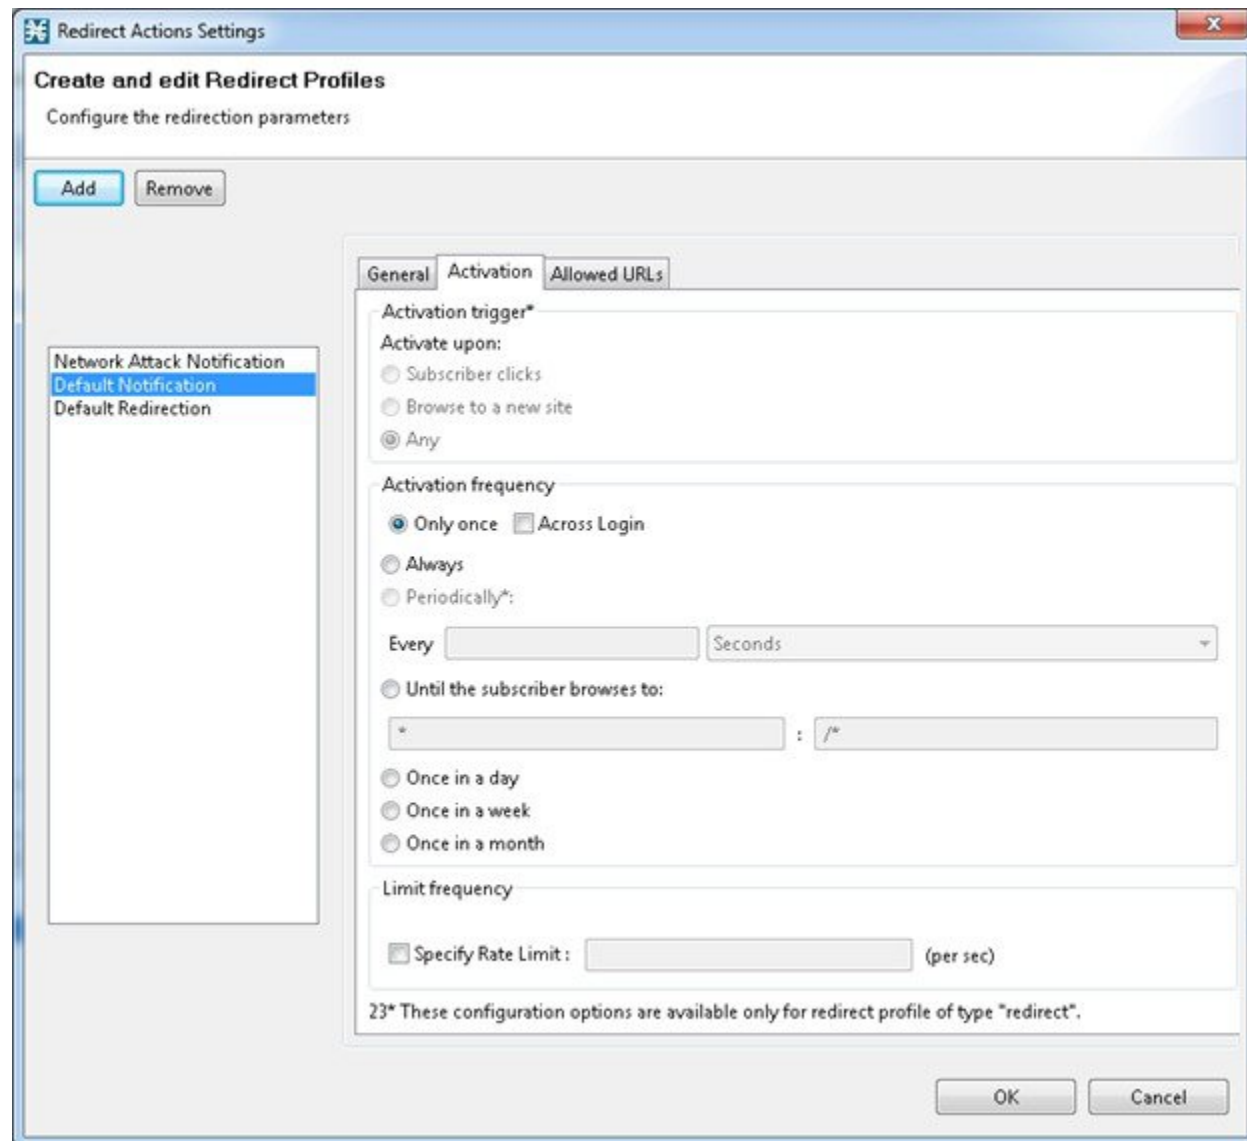 Redirect Actions Settings
Create and edit Redirect Profiles
Configure the redirection parameters
Add Remove
General Activation Allowed URLs
Activation trigger*
Activate upon:
Subscriber clicks
Browse to a new site
Any
Network Attack Notification
Default Notification
Default Redirection
Activation frequency
Only once Across Login
Always
Periodically*:
Every Seconds
Until the subscriber browses to:
* : /*
Once in a day
Once in a week
Once in a month
Limit frequency
Specify Rate Limit : (per sec)
23* These configuration options are available only for redirect profile of type "redirect".
OK Cancel